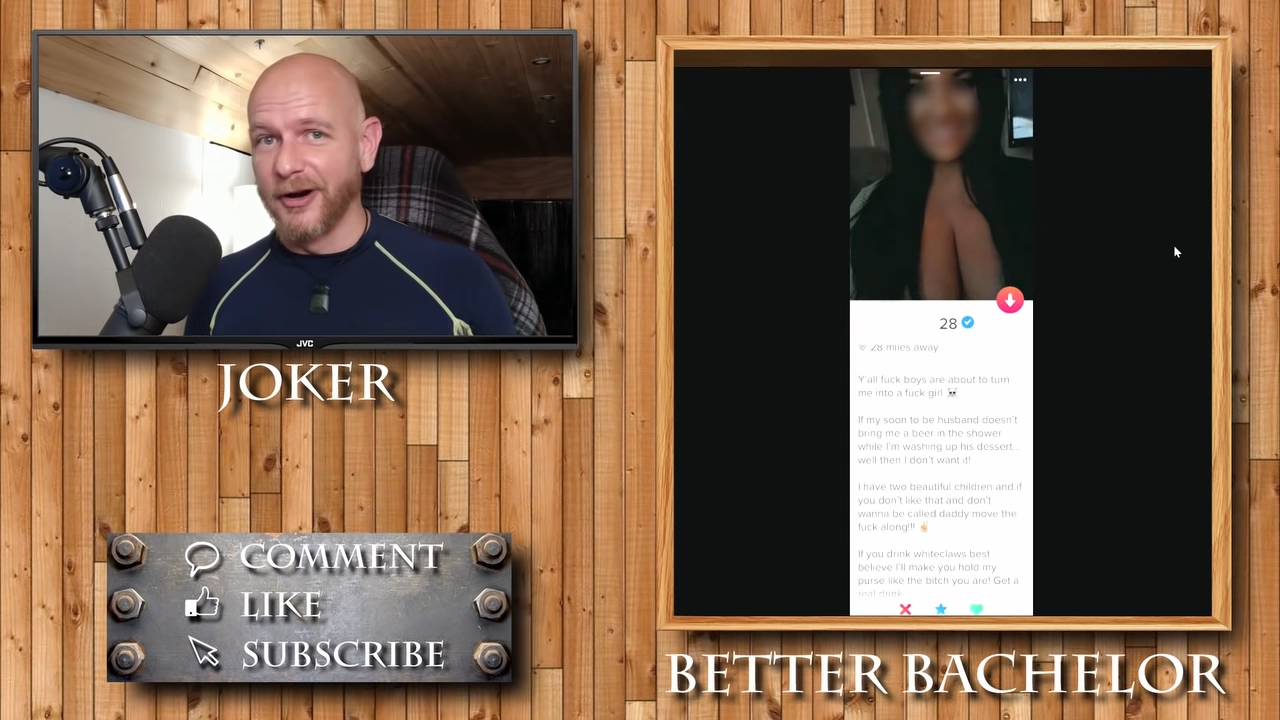 JVC
JOKER
COMMENT
LIKE
SUBSCRIBE
28
28 miles away
Y'all fuck boys are about to turn
me into a fuck girl ☠️
If my soon to be husband doesn't
bring me a beer in the shower
while I'm washing up his dessert...
well then I don't want it!
I have two beautiful children and if
you don't like that and don't
wanna be called daddy move the
fuck along!!! ✌🏻
If you drink whiteclaws best
believe I'll make you hold my
purse like the bitch you are! Get a
real drink..
BETTER BACHELOR